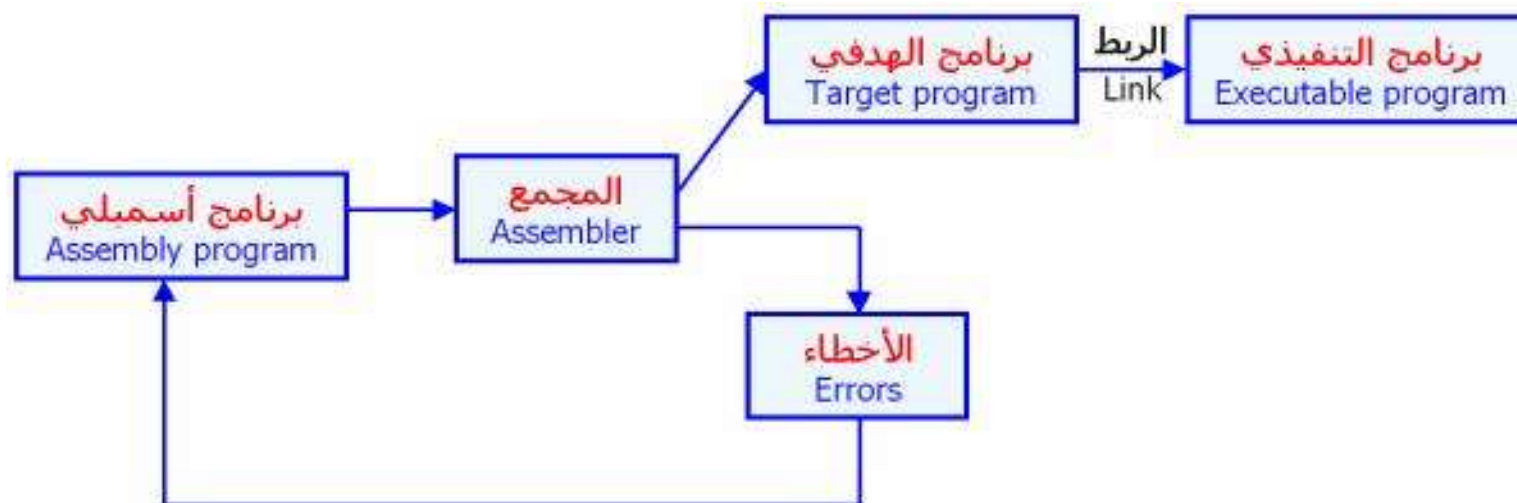 برنامج أسمبلي
Assembly program
المجمع
Assembler
برنامج الهدفي
Target program
الربط
Link
برنامج التنفيذي
Executable program
الأخطاء
Errors